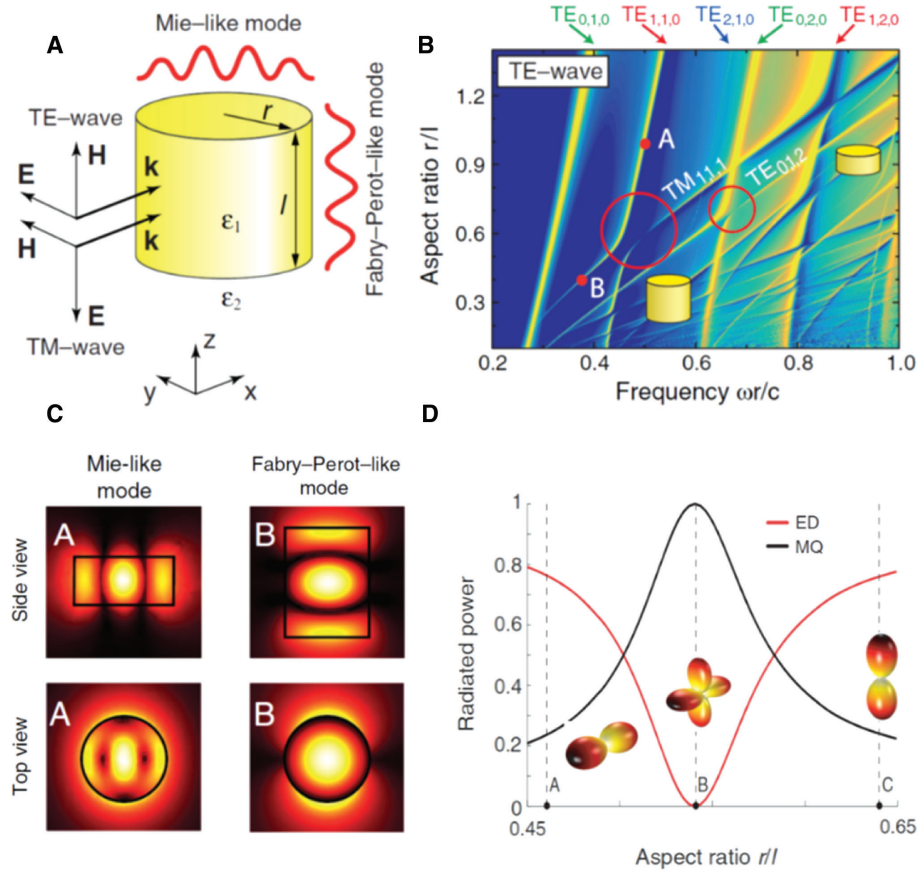 A
Mie–like mode
TE–wave
H
E
k
H
k
E
TM–wave
r
l
ε1
ε2
Fabry–Perot–like mode
z
y
x
B
TE0,1,0
TE1,1,0
TE2,1,0
TE0,2,0
TE1,2,0
TE–wave
Aspect ratio r/l
1.2
0.9
0.6
0.3
A
B
TM1,1,1
TE0,1,2
0.2
0.4
0.6
0.8
1.0
Frequency ωr/c
C
Mie-like
mode
Fabry–Perot–like
mode
Side view
A
B
Top view
A
B
D
Radiated power
1
0.8
0.6
0.4
0.2
0
ED
MQ
A
B
C
0.45
0.65
Aspect ratio r/l